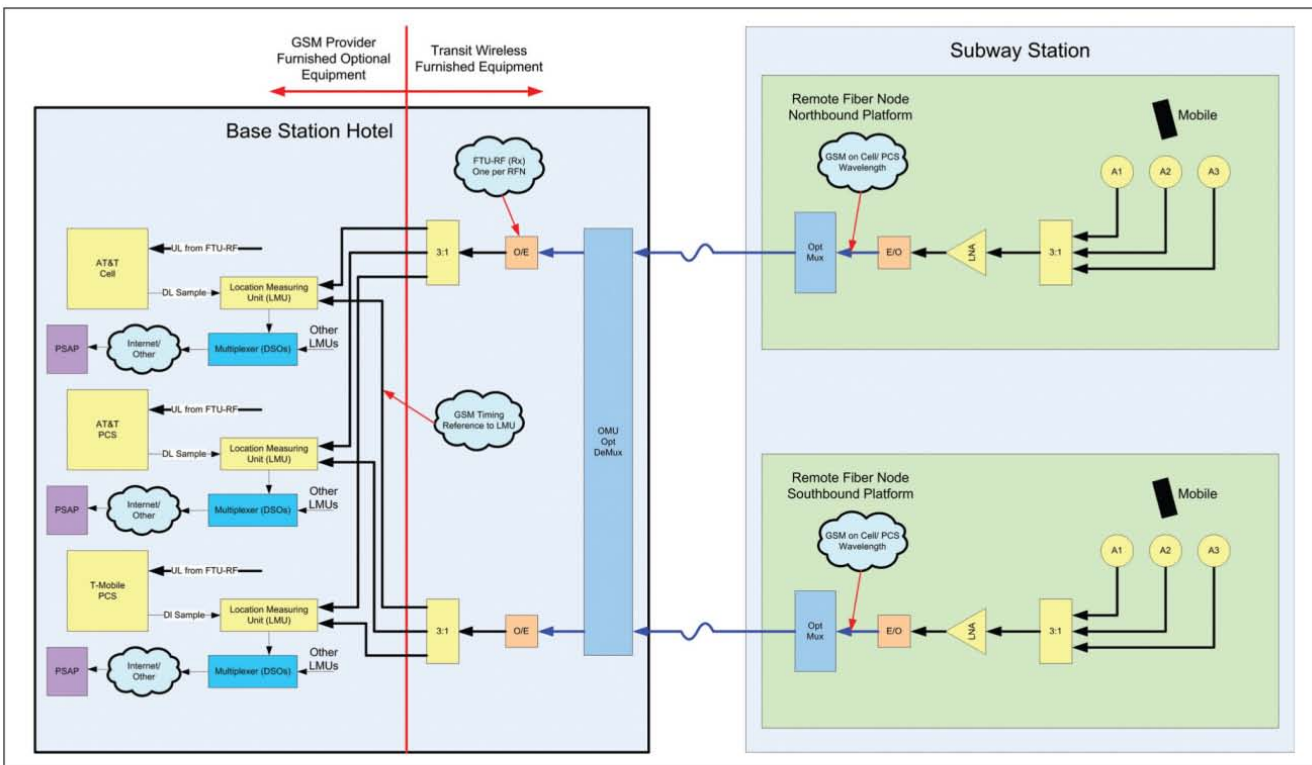 GSM Provider
Furnished Optional
Equipment
Transit Wireless
Furnished Equipment
Base Station Hotel
FTU-RF (Rx)
One per RFN
AT&T
Cell
UL from FTU-RF
DL Sample
Location Measuring
Unit (LMU)
3:1
O/E
PSAP
Internet/
Other
Multiplexer (DSOs)
Other
LMUs
AT&T
PCS
UL from FTU-RF
DL Sample
Location Measuring
Unit (LMU)
GSM Timing
Reference to LMU
OMU
Opt
DeMux
PSAP
Internet/
Other
Multiplexer (DSOs)
Other
LMUs
T-Mobile
PCS
UL from FTU-RF
Dl Sample
Location Measuring
Unit (LMU)
3:1
O/E
PSAP
Internet/
Other
Multiplexer (DSOs)
Other
LMUs
Subway Station
Remote Fiber Node
Northbound Platform
Mobile
GSM on Cell/ PCS
Wavelength
A1
A2
A3
Opt
Mux
E/O
LNA
3:1
Remote Fiber Node
Southbound Platform
Mobile
GSM on Cell/ PCS
Wavelength
A1
A2
A3
Opt
Mux
E/O
LNA
3:1